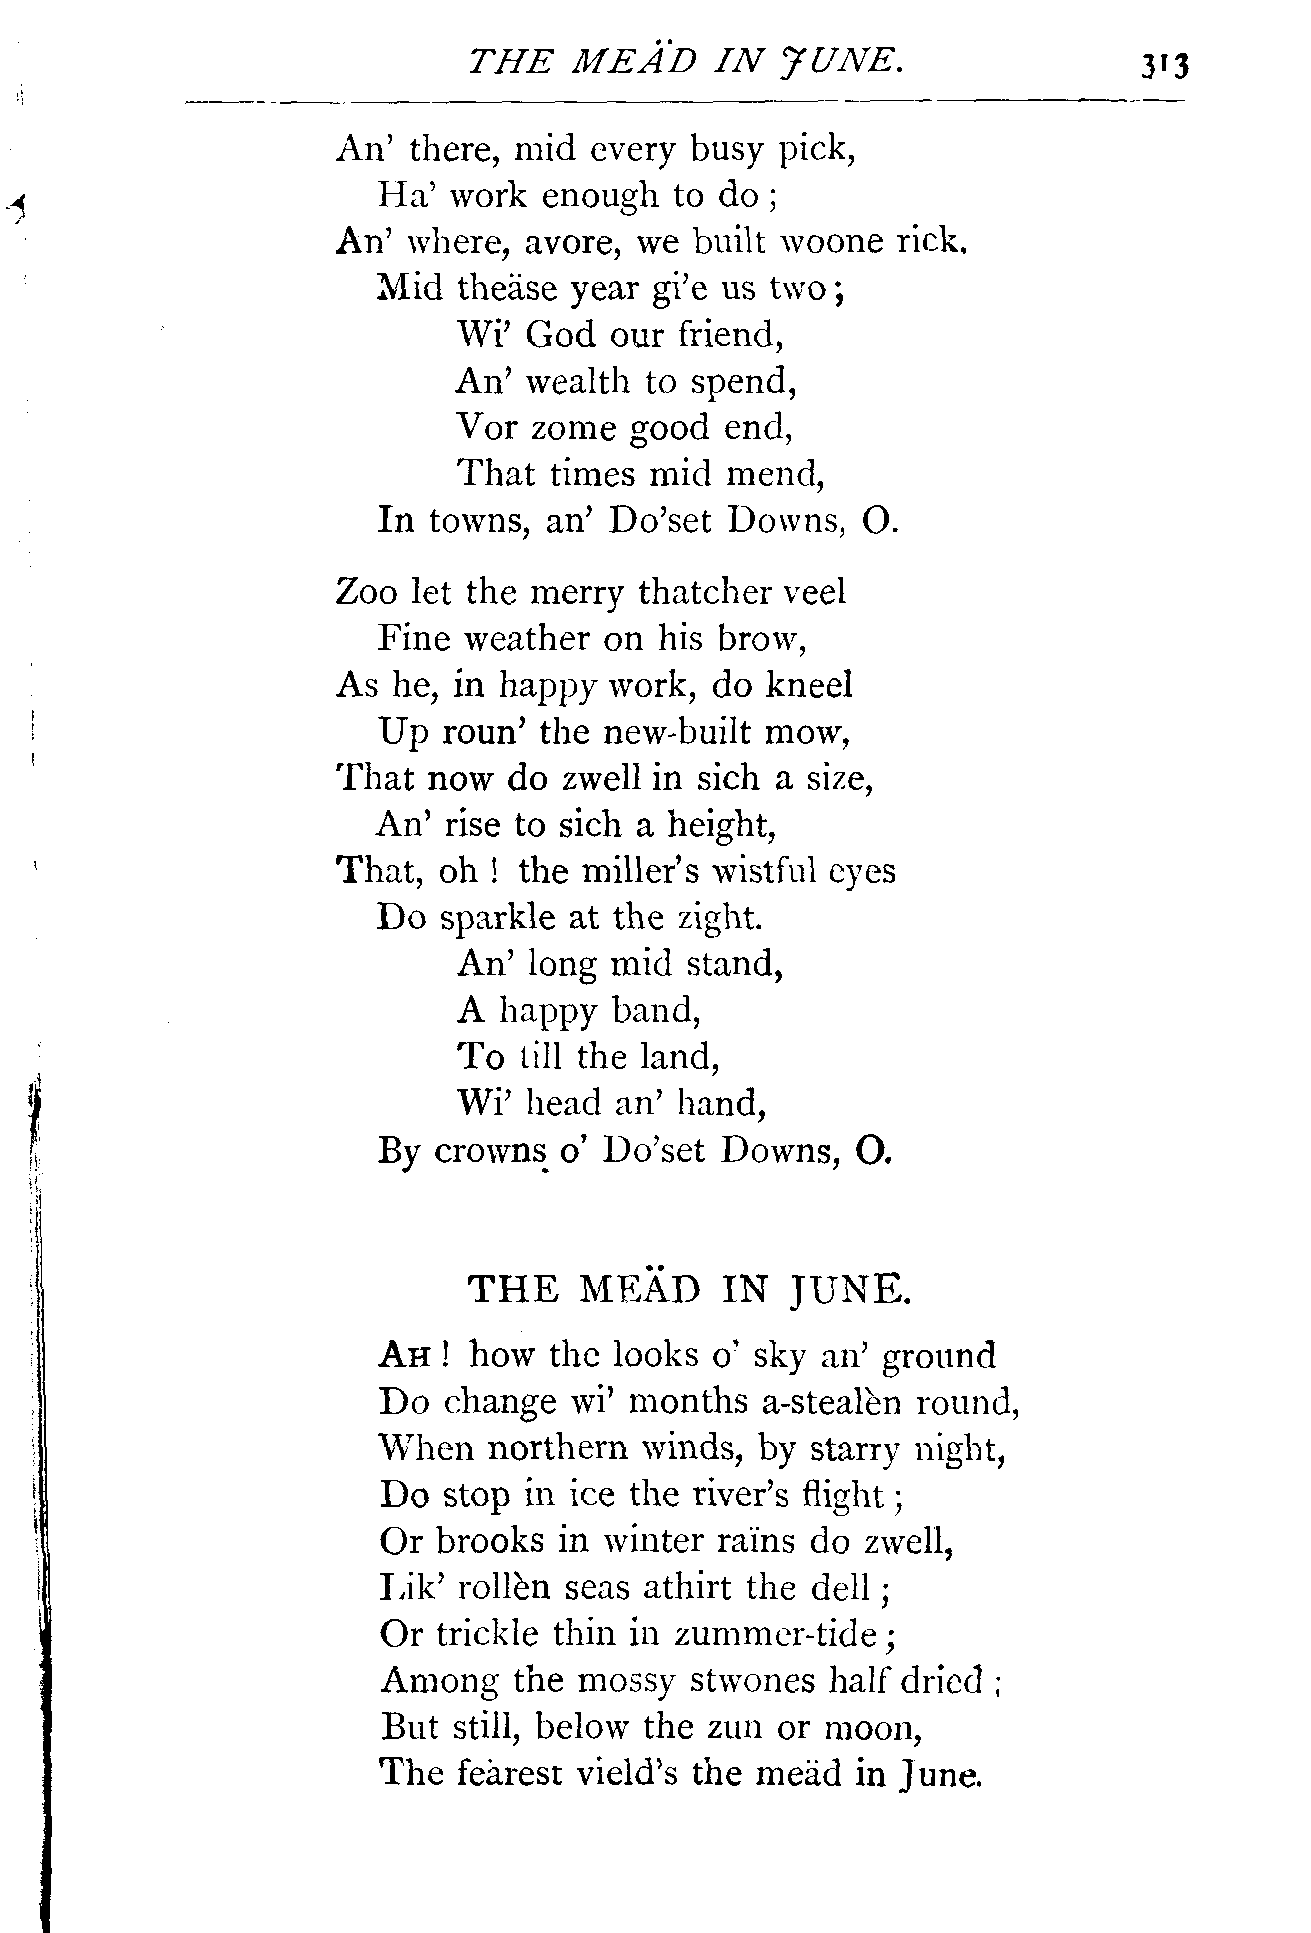 THE MEÄD IN JUNE. 313
An' there, mid every busy pick,
Ha' work enough to do ;
An' where, avore, we built woone rick.
Mid theäse year gi'e us two ;
Wi' God our friend,
An' wealth to spend,
Vor zome good end,
That times mid mend,
In towns, an' Do'set Downs, O.
Zoo let the merry thatcher veel
Fine weather on his brow,
As he, in happy work, do kneel
Up roun' the new-built mow,
That now do zwell in sich a size,
An' rise to sich a height,
That, oh ! the miller's wistful eyes
Do sparkle at the zight.
An' long mid stand,
A happy band,
To till the land,
Wi' head an' hand,
By crowns o' Do'set Downs, O.
THE MEÄD IN JUNE.
AH ! how the looks o' sky an' ground
Do change wi' months a-stealèn round,
When northern winds, by starry night,
Do stop in ice the river's flight ;
Or brooks in winter raïns do zwell,
Lik' rollèn seas athirt the dell ;
Or trickle thin in zummer-tide ;
Among the mossy stwones half dried ;
But still, below the zun or moon,
The feärest vield's the meäd in June.